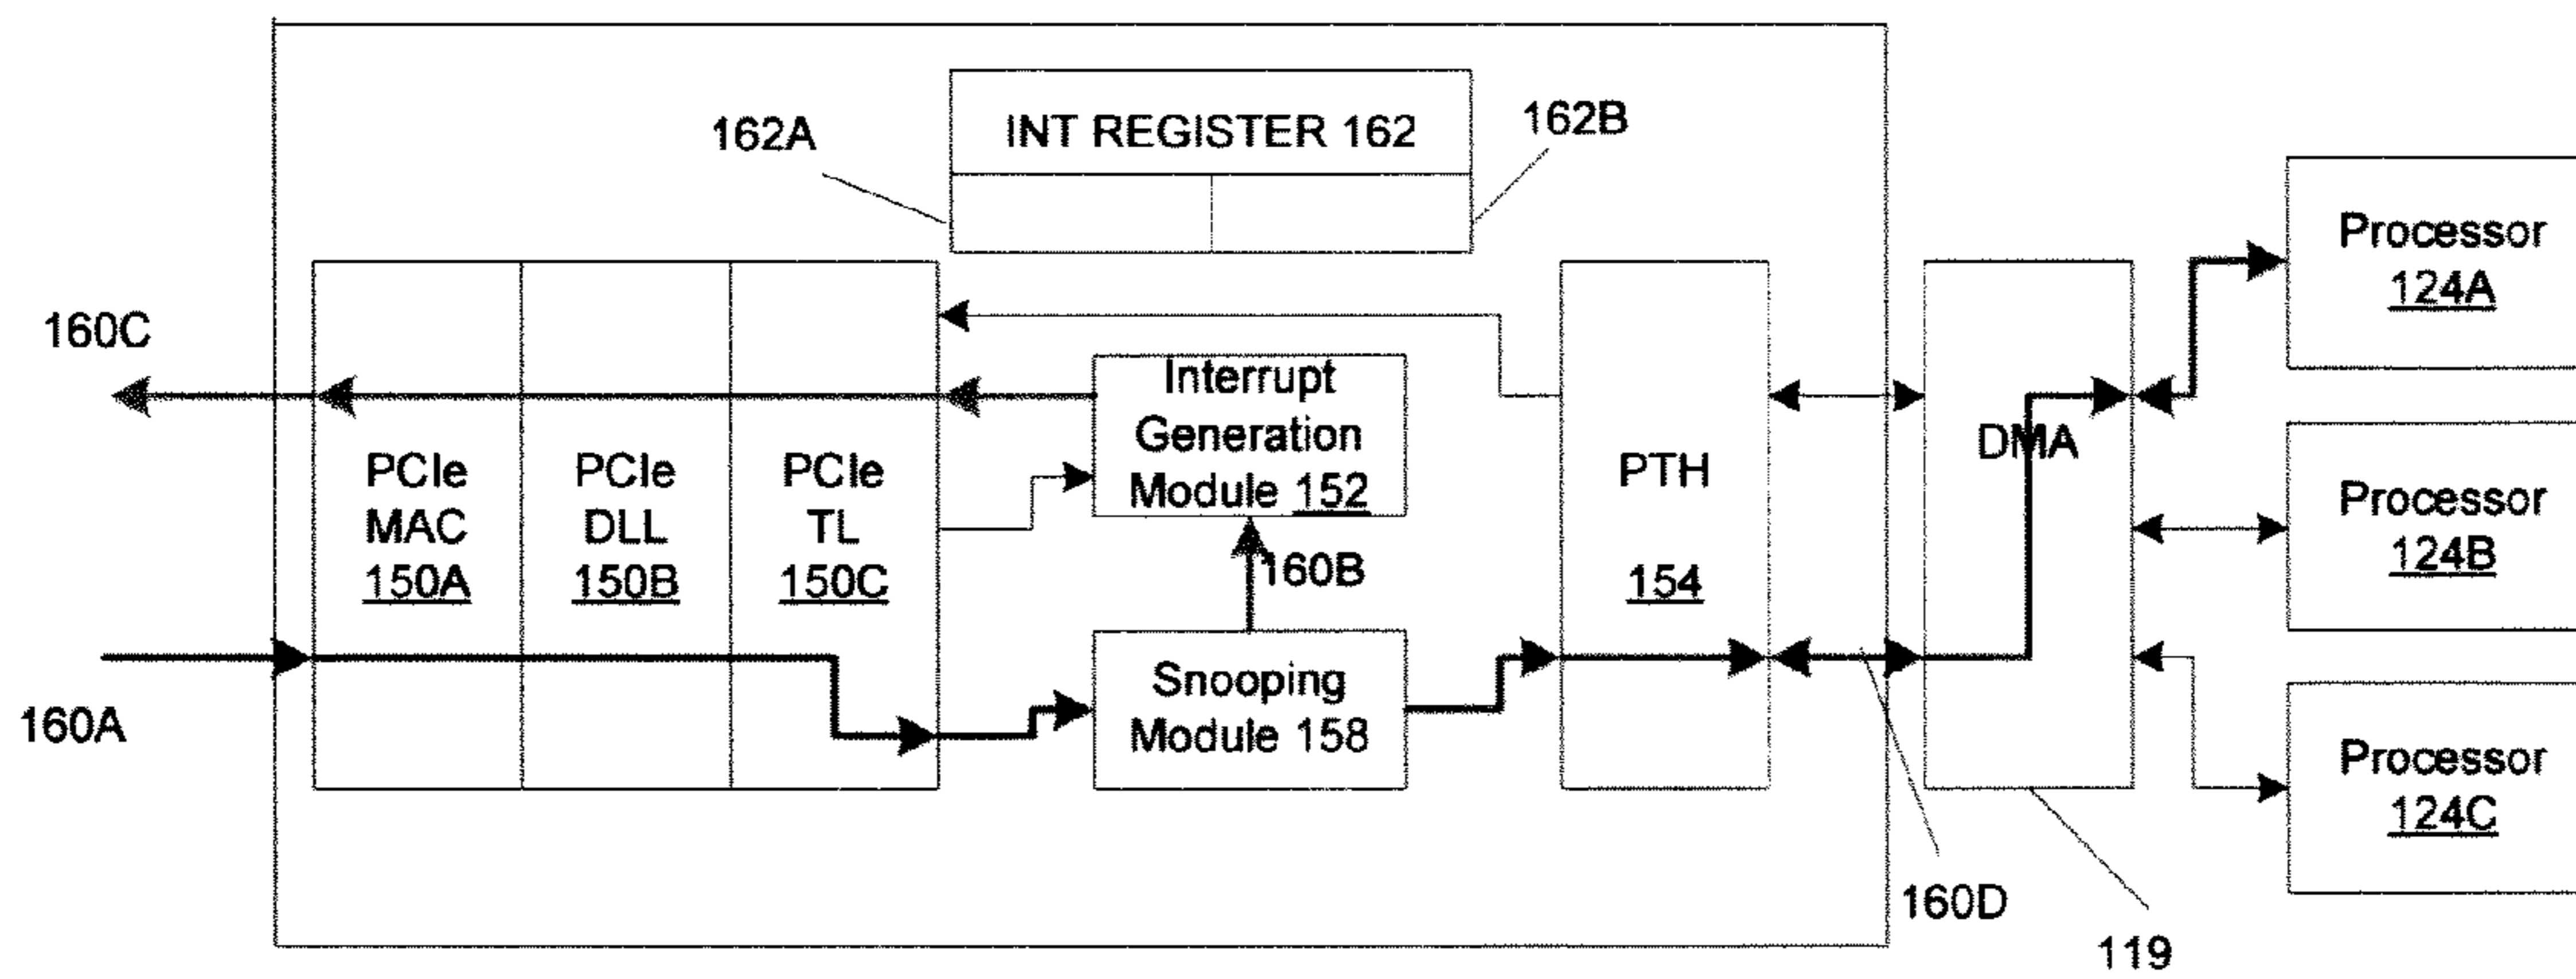 INT REGISTER 162
162A
162B
160C
160A
PCIe
MAC
150A
PCIe
DLL
150B
PCIe
TL
150C
Interrupt
Generation
Module 152
160B
Snooping
Module 158
PTH
154
DMA
160D
119
Processor
124A
Processor
124B
Processor
124C